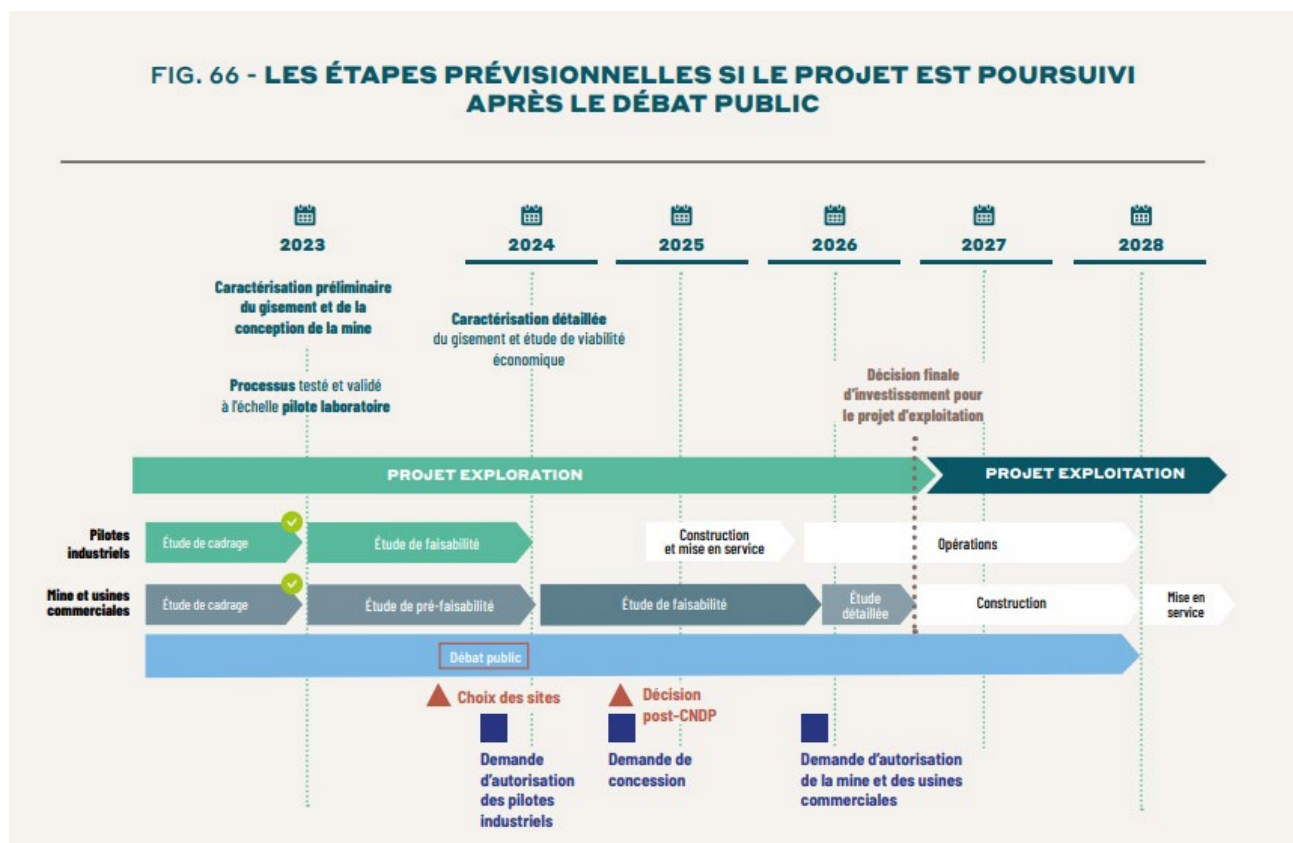 FIG. 66 - LES ÉTAPES PRÉVISIONNELLES SI LE PROJET EST POURSUIVI
APRÈS LE DÉBAT PUBLIC
2023
2024
2025
2026
2027
2028
Caractérisation préliminaire
du gisement et de la
conception de la mine
Processus testé et validé
à l'échelle pilote laboratoire
Caractérisation détaillée
du gisement et étude de viabilité
économique
Décision finale
d'investissement pour
le projet d'exploitation
PROJET EXPLORATION
PROJET EXPLOITATION
Pilotes
industriels
Étude de cadrage
Étude de faisabilité
Construction
et mise en service
Opérations
Mine et usines
commerciales
Étude de cadrage
Étude de pré-faisabilité
Étude de faisabilité
Étude
détaillée
Construction
Mise en
service
Débat public
Choix des sites
Décision
post-CNDP
Demande
d'autorisation
des pilotes
industriels
Demande de
concession
Demande d'autorisation
de la mine et des usines
commerciales